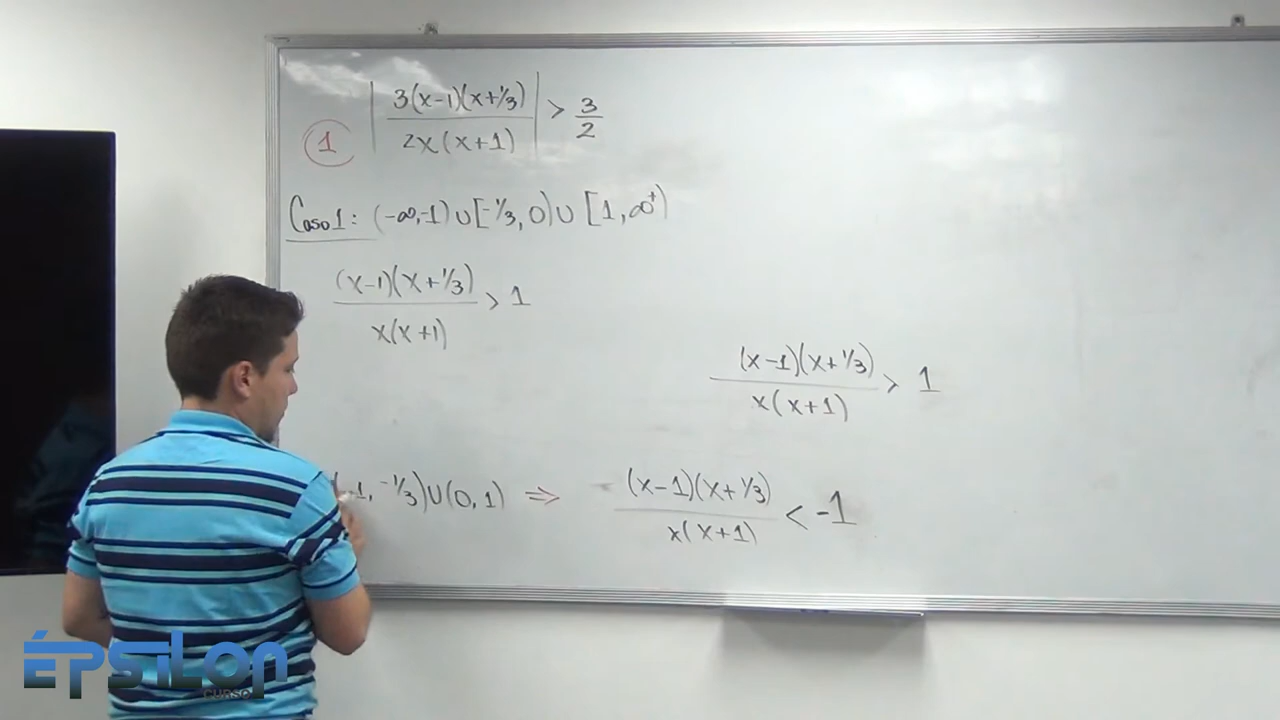 | 3(x-1)(x+1/3) / 2x(x+1) | > 3/2
1
Caso 1: (-∞,-1) ∪ [-1/3, 0) ∪ [1, ∞+)
(x-1)(x+1/3) / x(x+1) > 1
(x-1)(x+1/3) / x(x+1) > 1
(-1, -1/3) ∪ (0, 1) ⇒ (x-1)(x+1/3) / x(x+1) < -1
ÉPSILON
CURSO